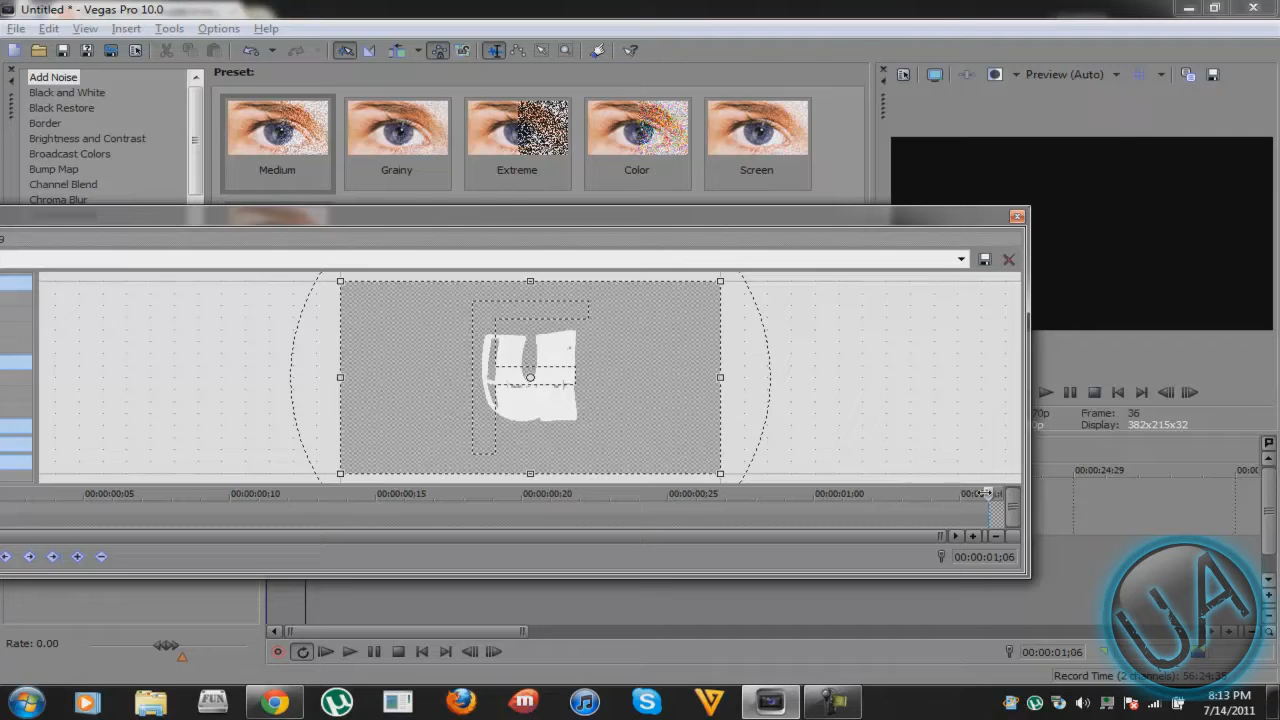 Untitled * - Vegas Pro 10.0
File Edit View Insert Tools Options Help
Add Noise
Black and White
Black Restore
Border
Brightness and Contrast
Broadcast Colors
Bump Map
Channel Blend
Chroma Blur
Preset:
Medium Grainy Extreme Color Screen
Preview (Auto)
Frame: 36
Display: 382x215x32
00:00:00;05 00:00:00;10 00:00:00;15 00:00:00;20 00:00:00;25 00:00:01;00
00:00:24;29
00:00:01;06
Rate: 0.00
00:00:01;06
Record Time (2 channels): 56:24:35
UA
FUN
8:13 PM
7/14/2011